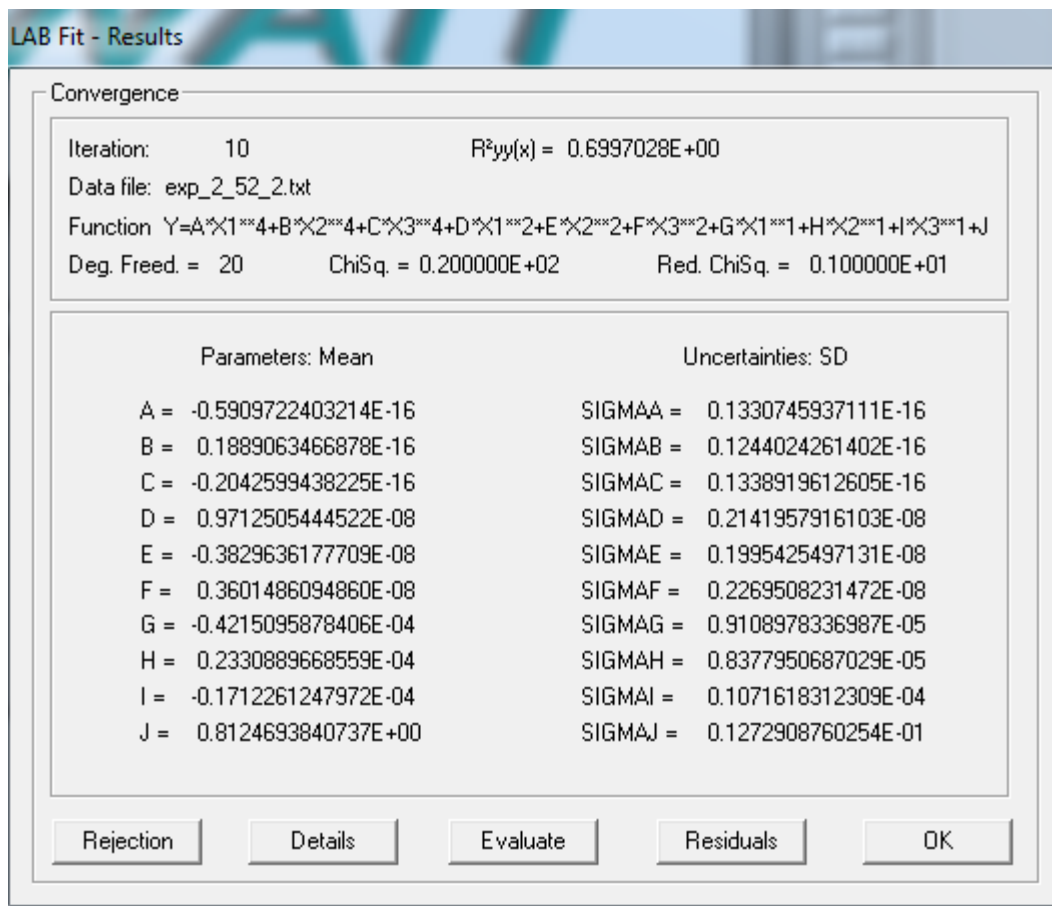 LAB Fit - Results
Convergence
Iteration: 10 R²yy(x) = 0.6997028E+00
Data file: exp_2_52_2.txt
Function Y=A*X1**4+B*X2**4+C*X3**4+D*X1**2+E*X2**2+F*X3**2+G*X1**1+H*X2**1+I*X3**1+J
Deg. Freed. = 20 ChiSq. = 0.200000E+02 Red. ChiSq. = 0.100000E+01
Parameters: Mean Uncertainties: SD
A = -0.5909722403214E-16 SIGMAA = 0.1330745937111E-16
B = 0.1889063466878E-16 SIGMAB = 0.1244024261402E-16
C = -0.2042599438225E-16 SIGMAC = 0.1338919612605E-16
D = 0.9712505444522E-08 SIGMAD = 0.2141957916103E-08
E = -0.3829636177709E-08 SIGMAE = 0.1995425497131E-08
F = 0.3601486094860E-08 SIGMAF = 0.2269508231472E-08
G = -0.4215095878406E-04 SIGMAG = 0.9108978336987E-05
H = 0.2330889668559E-04 SIGMAH = 0.8377950687029E-05
I = -0.1712261247972E-04 SIGMAI = 0.1071618312309E-04
J = 0.8124693840737E+00 SIGMAJ = 0.1272908760254E-01
Rejection Details Evaluate Residuals OK